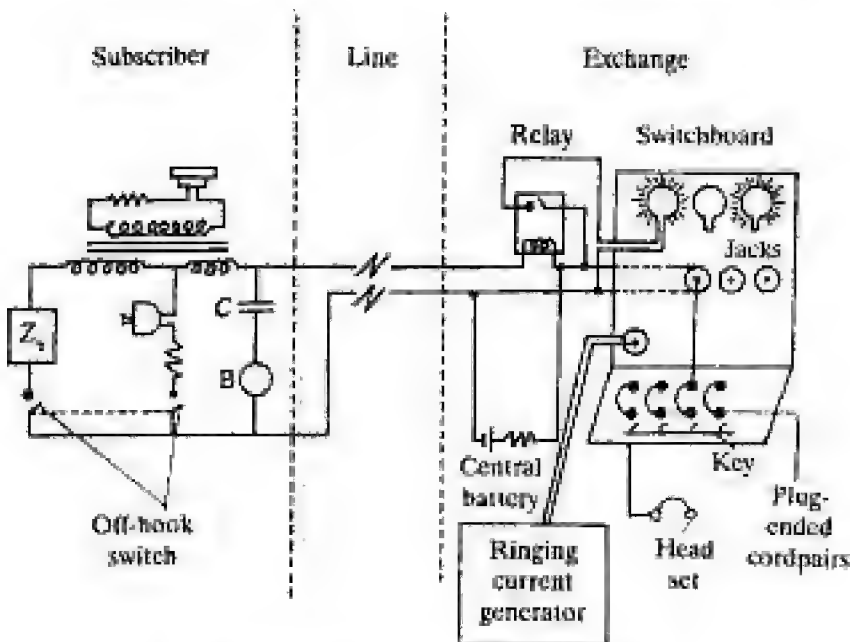 Subscriber
Line
Exchange
Relay
Switchboard
Jacks
C
B
Off-hook
switch
Central
battery
Key
Ringing
current
generator
Head
set
Plug-
ended
cordpairs